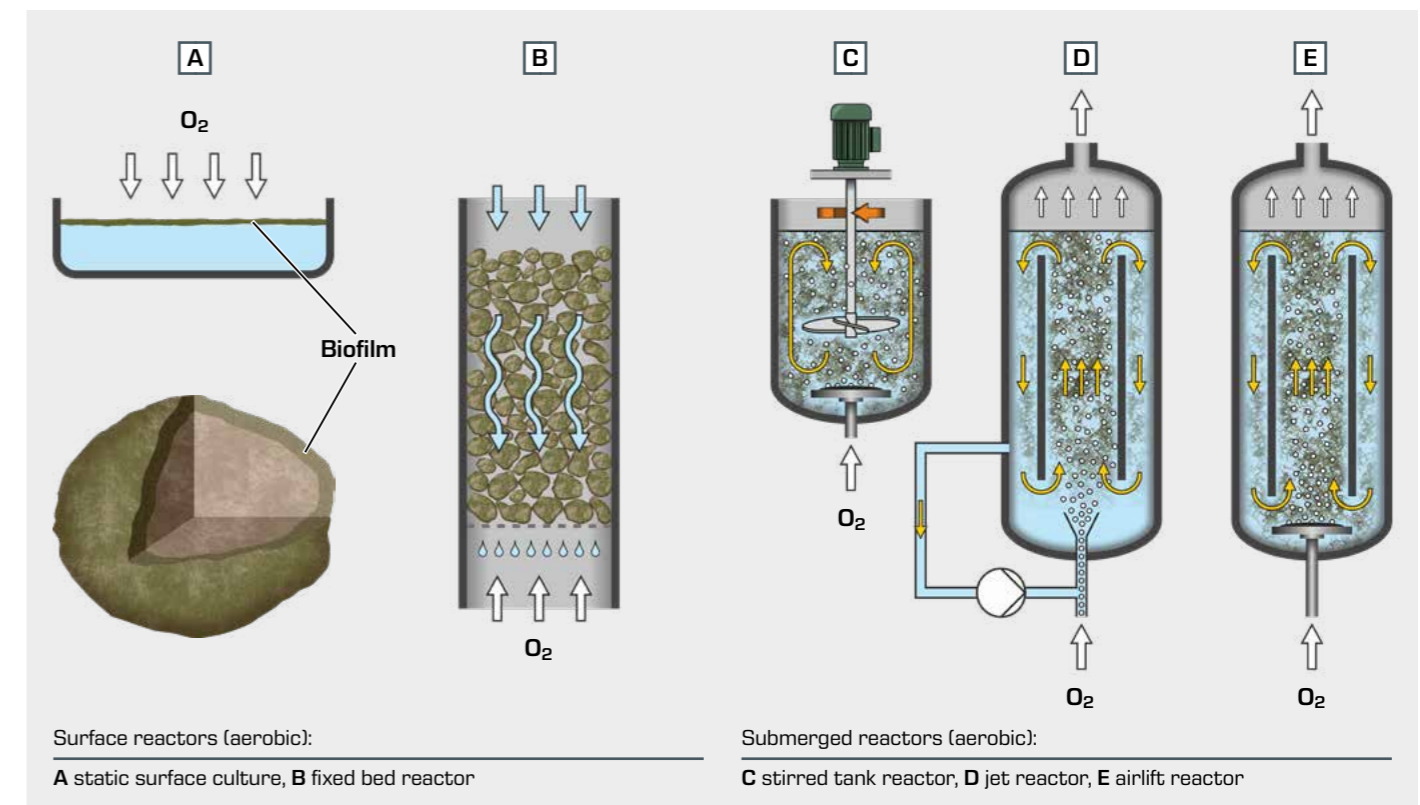 A
B
C
D
E
O₂
Biofilm
O₂
O₂
O₂
O₂
Surface reactors (aerobic):
A static surface culture, B fixed bed reactor
Submerged reactors (aerobic):
C stirred tank reactor, D jet reactor, E airlift reactor